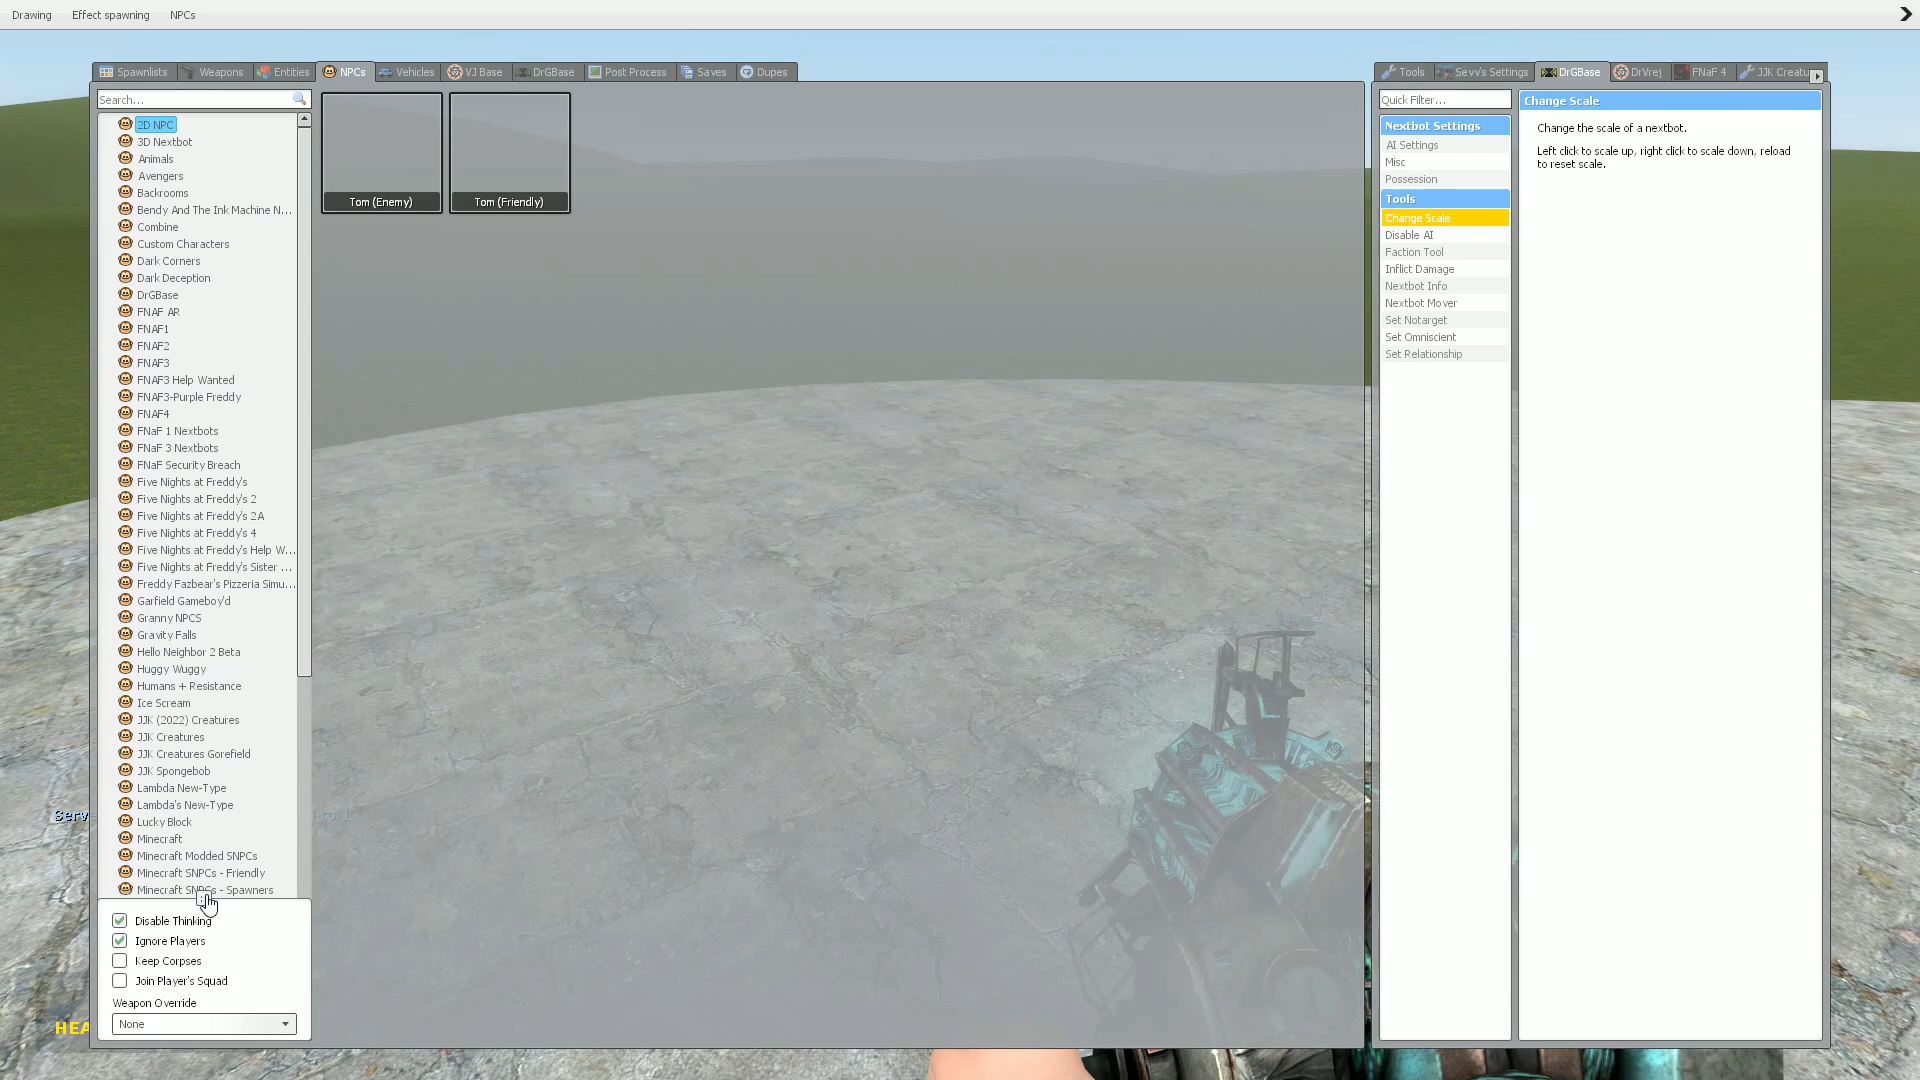 Drawing Effect spawning NPCs
Spawnlists Weapons Entities NPCs Vehicles VJ Base DrGBase Post Process Saves Dupes
Tools Sevv's Settings DrGBase DrVrej FNaF 4 JJK Creatu
Search...
2D NPC
3D Nextbot
Animals
Avengers
Backrooms
Bendy And The Ink Machine N...
Combine
Custom Characters
Dark Corners
Dark Deception
DrGBase
FNAF AR
FNAF1
FNAF2
FNAF3
FNAF3 Help Wanted
FNAF3-Purple Freddy
FNAF4
FNaF 1 Nextbots
FNaF 3 Nextbots
FNaF Security Breach
Five Nights at Freddy's
Five Nights at Freddy's 2
Five Nights at Freddy's 2A
Five Nights at Freddy's 4
Five Nights at Freddy's Help W...
Five Nights at Freddy's Sister ...
Freddy Fazbear's Pizzeria Simu...
Garfield Gameboy'd
Granny NPCS
Gravity Falls
Hello Neighbor 2 Beta
Huggy Wuggy
Humans + Resistance
Ice Scream
JJK (2022) Creatures
JJK Creatures
JJK Creatures Gorefield
JJK Spongebob
Lambda New-Type
Lambda's New-Type
Lucky Block
Minecraft
Minecraft Modded SNPCs
Minecraft SNPCs - Friendly
Minecraft SNPCs - Spawners
Disable Thinking
Ignore Players
Keep Corpses
Join Player's Squad
Weapon Override
None
Tom (Enemy)
Tom (Friendly)
Serv
to 1
HEA
Quick Filter...
Nextbot Settings
AI Settings
Misc
Possession
Tools
Change Scale
Disable AI
Faction Tool
Inflict Damage
Nextbot Info
Nextbot Mover
Set Notarget
Set Omniscient
Set Relationship
Change Scale
Change the scale of a nextbot.
Left click to scale up, right click to scale down, reload
to reset scale.